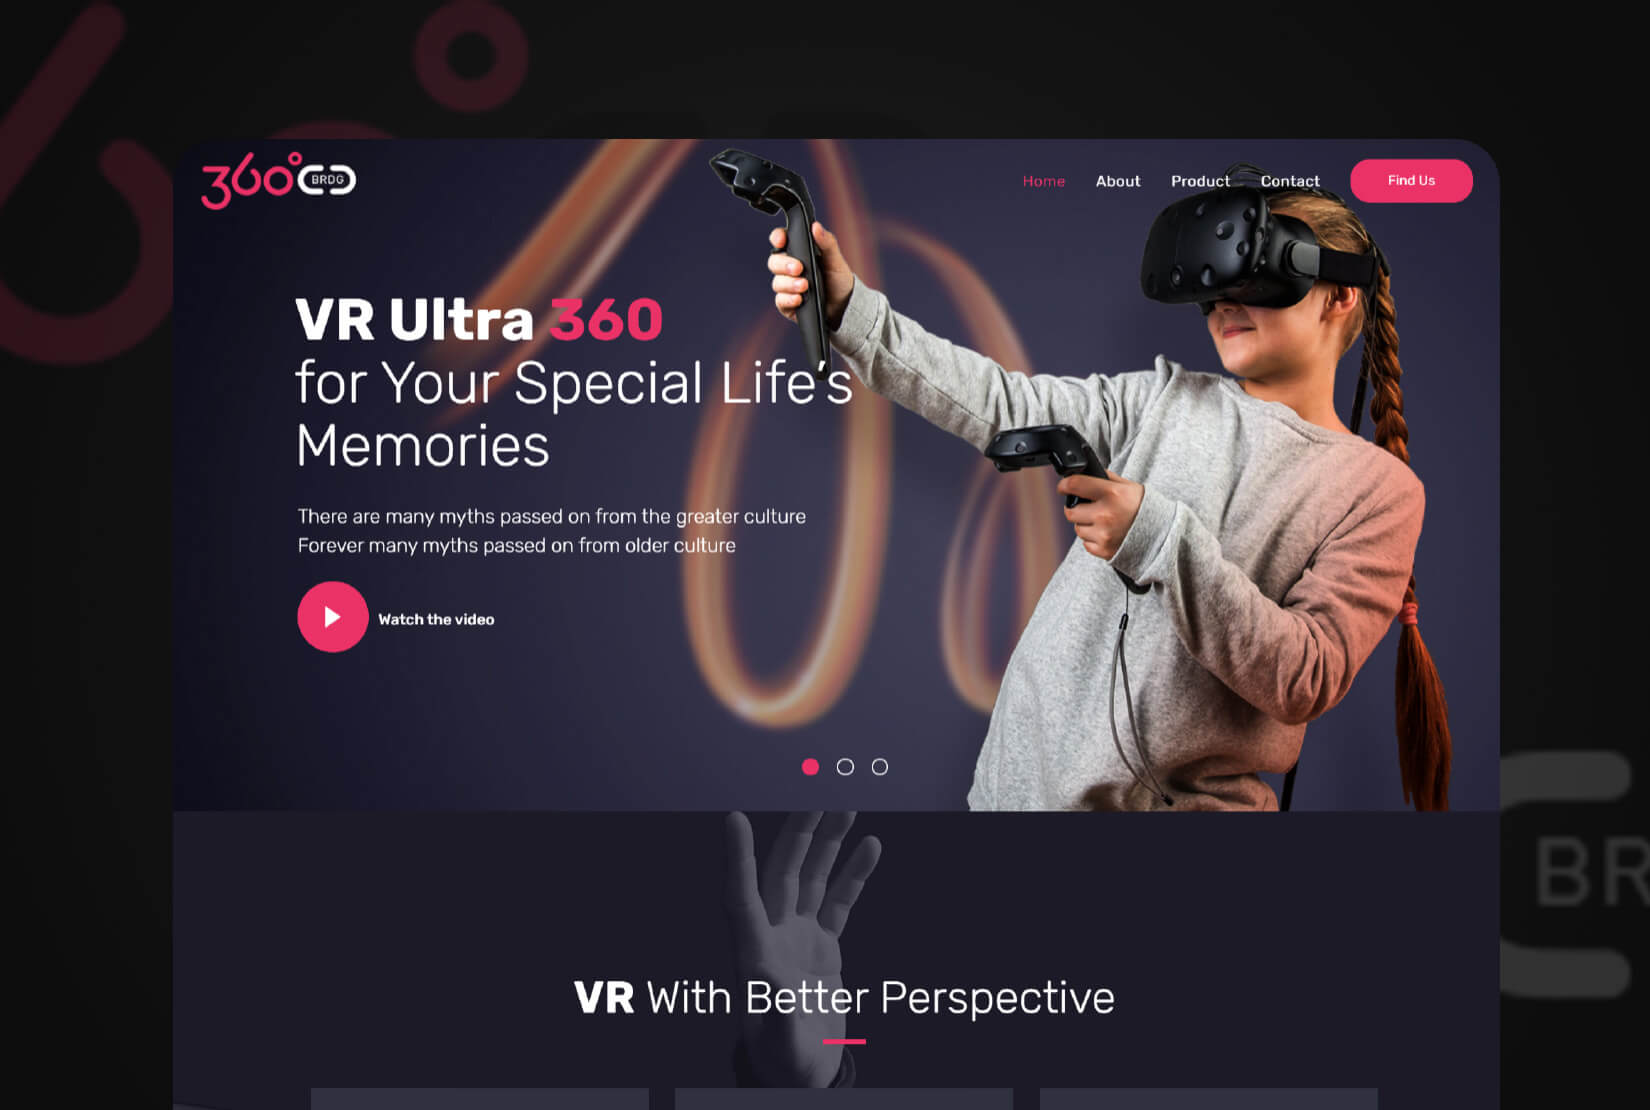 360°
BRDG
Home
About
Product
Contact
Find Us
VR Ultra 360
for Your Special Life's
Memories
There are many myths passed on from the greater culture
Forever many myths passed on from older culture
Watch the video
BR
VR With Better Perspective